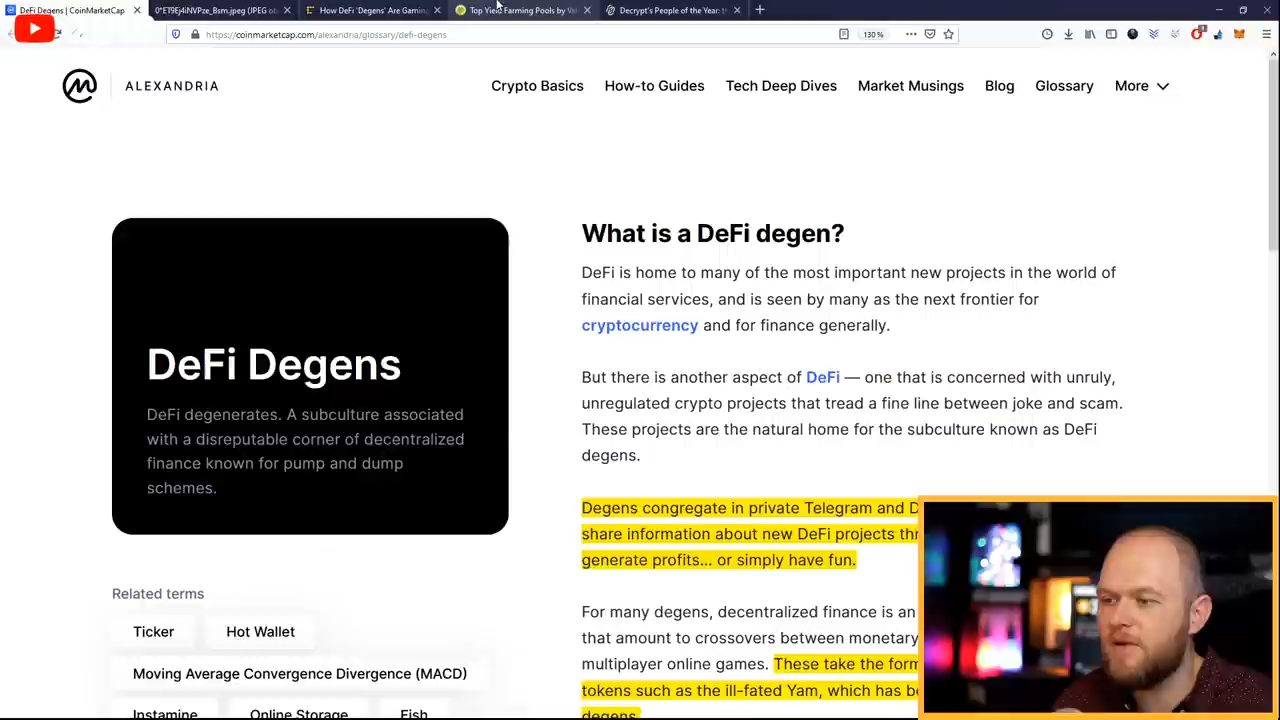 DeFi Degens | CoinMarketCap
0*ET9Ej4iNVPze_Bsm.jpeg (JPEG
How DeFi 'Degens' Are Gaming
Top Yield Farming Pools by
Decrypt's People of the Year:
https://coinmarketcap.com/alexandria/glossary/defi-degens
130%
ALEXANDRIA
Crypto Basics
How-to Guides
Tech Deep Dives
Market Musings
Blog
Glossary
More
DeFi Degens
DeFi degenerates. A subculture associated
with a disreputable corner of decentralized
finance known for pump and dump
schemes.
Related terms
Ticker
Hot Wallet
Moving Average Convergence Divergence (MACD)
Instamine
Online Storage
Fish
What is a DeFi degen?
DeFi is home to many of the most important new projects in the world of
financial services, and is seen by many as the next frontier for
cryptocurrency and for finance generally.
But there is another aspect of DeFi — one that is concerned with unruly,
unregulated crypto projects that tread a fine line between joke and scam.
These projects are the natural home for the subculture known as DeFi
degens.
Degens congregate in private Telegram and D
share information about new DeFi projects thr
generate profits... or simply have fun.
For many degens, decentralized finance is an
that amount to crossovers between monetary
multiplayer online games. These take the form
tokens such as the ill-fated Yam, which has be
degens.